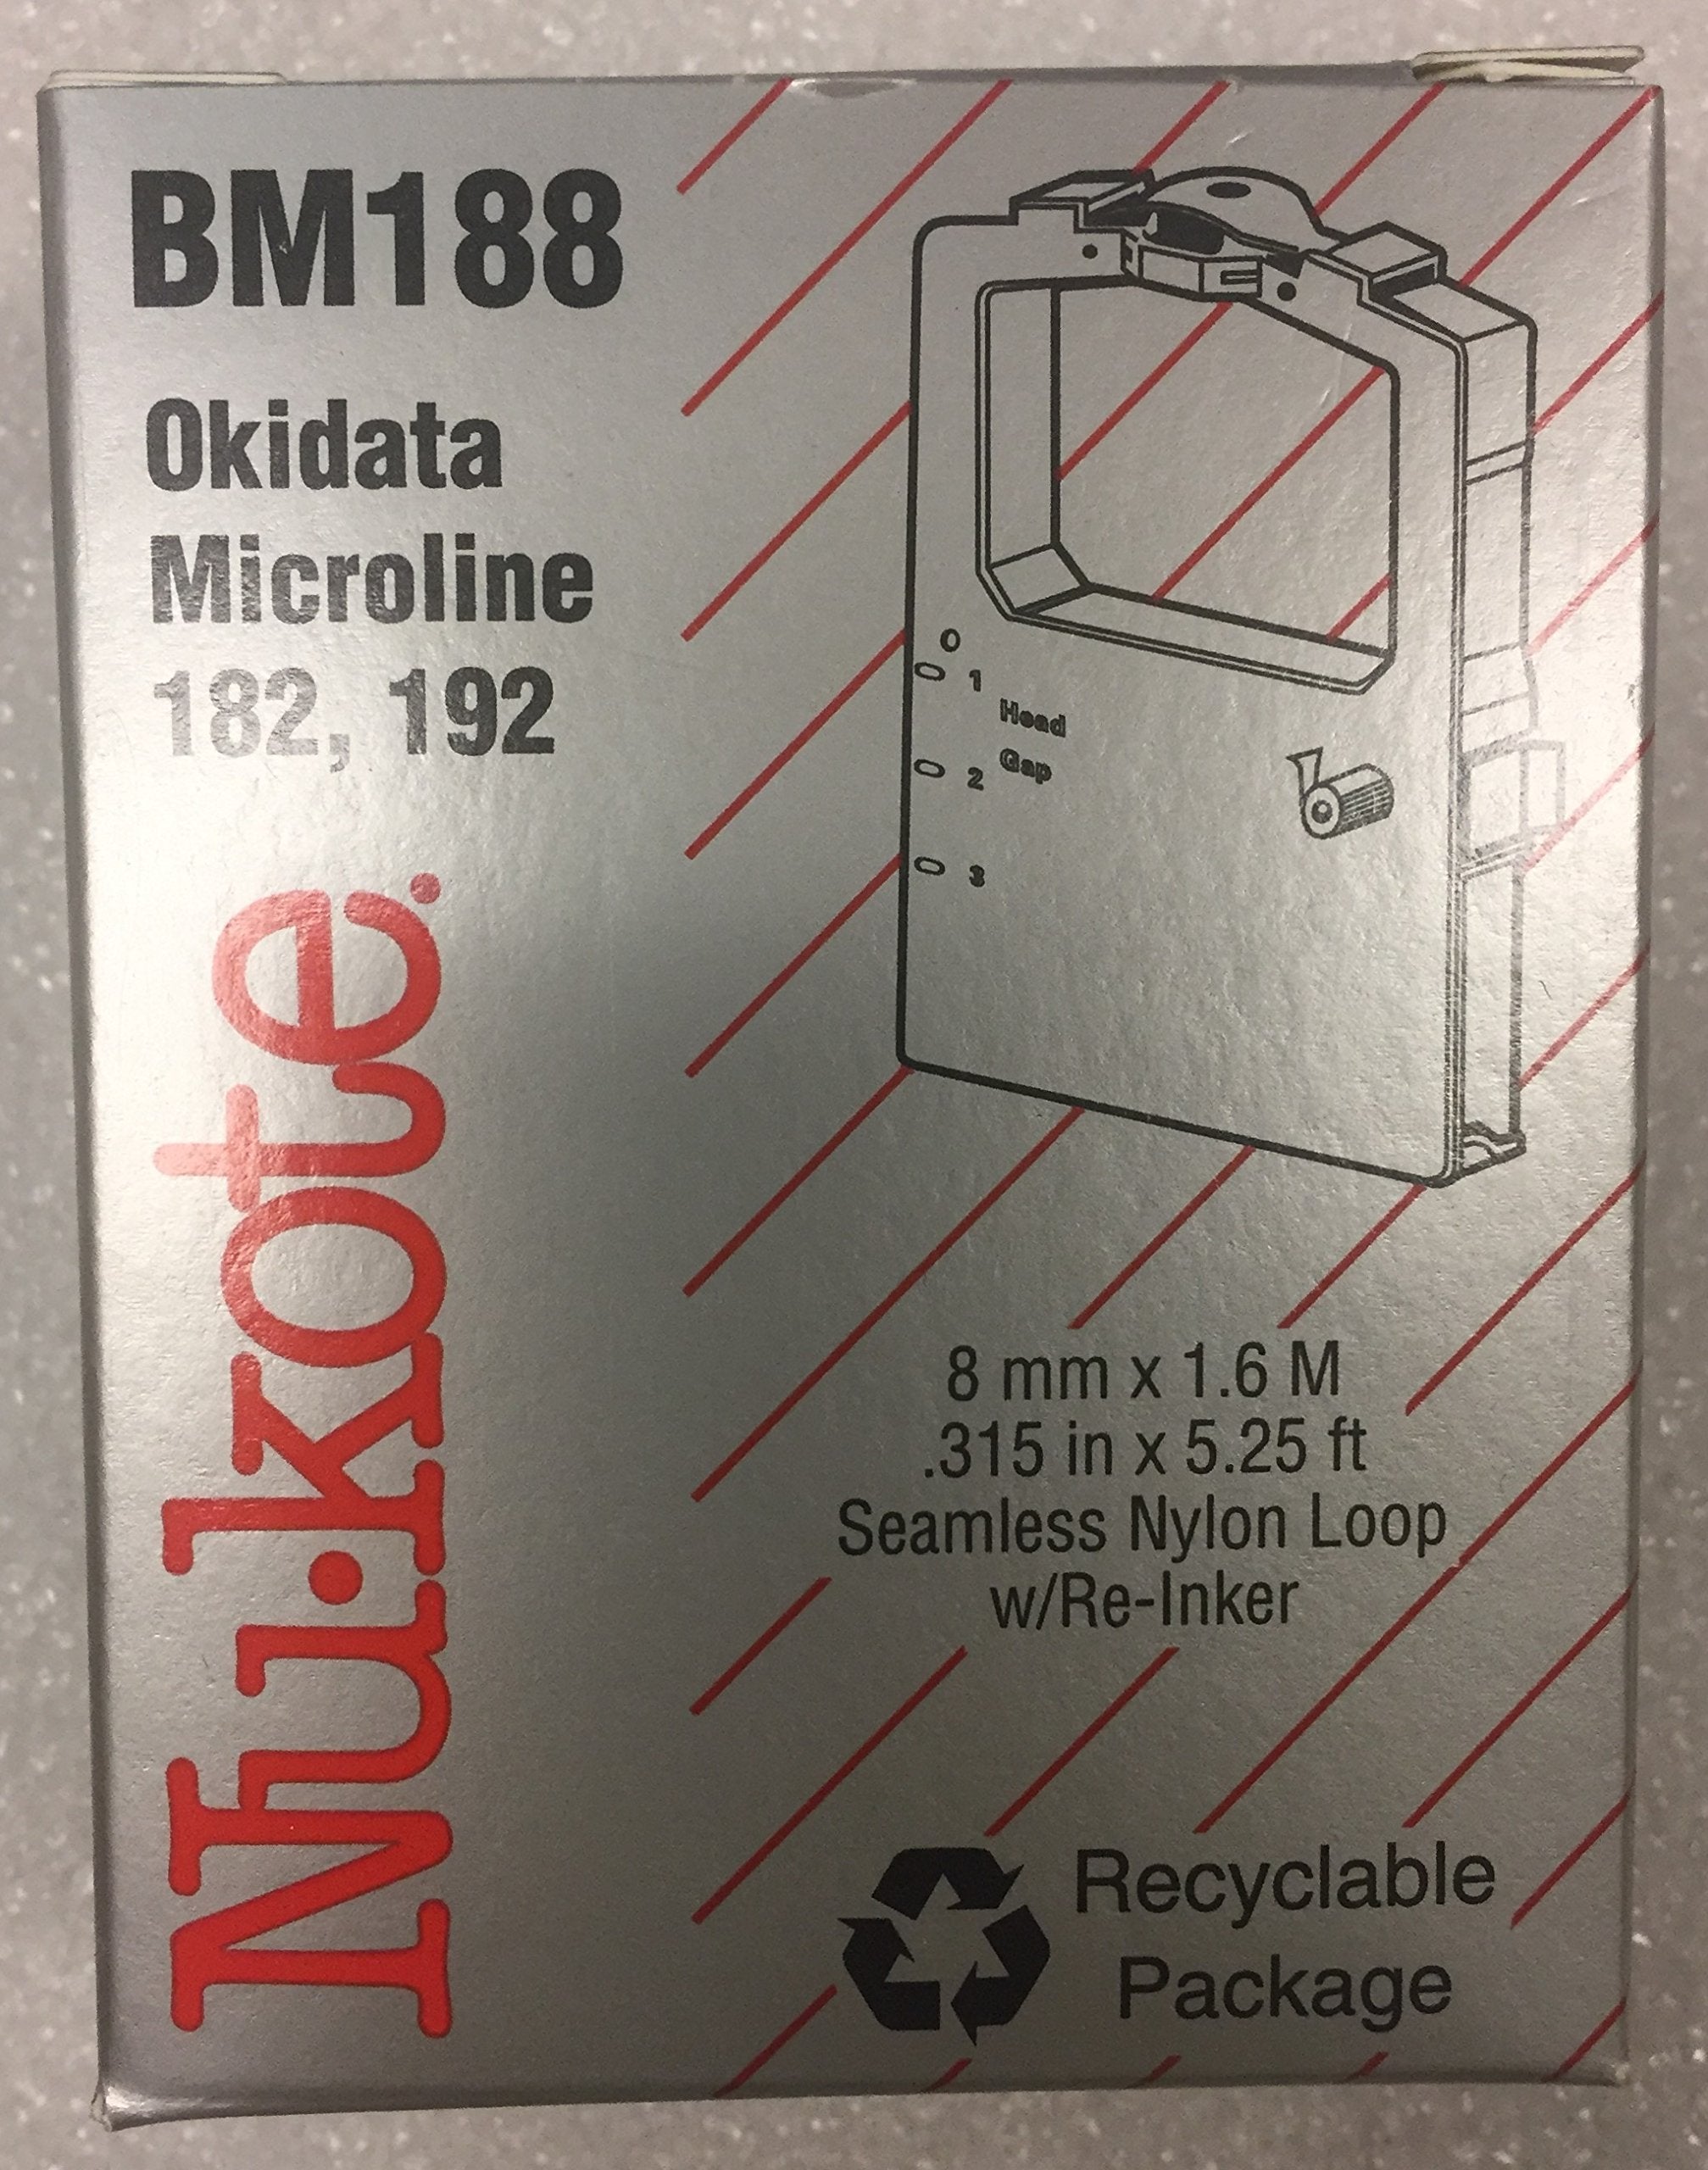 BM188
Okidata
Microline
182, 192
Nu·kote.
0
1
Head
Gap
2
3
8 mm x 1.6 M
.315 in x 5.25 ft
Seamless Nylon Loop
w/Re-Inker
Recyclable
Package